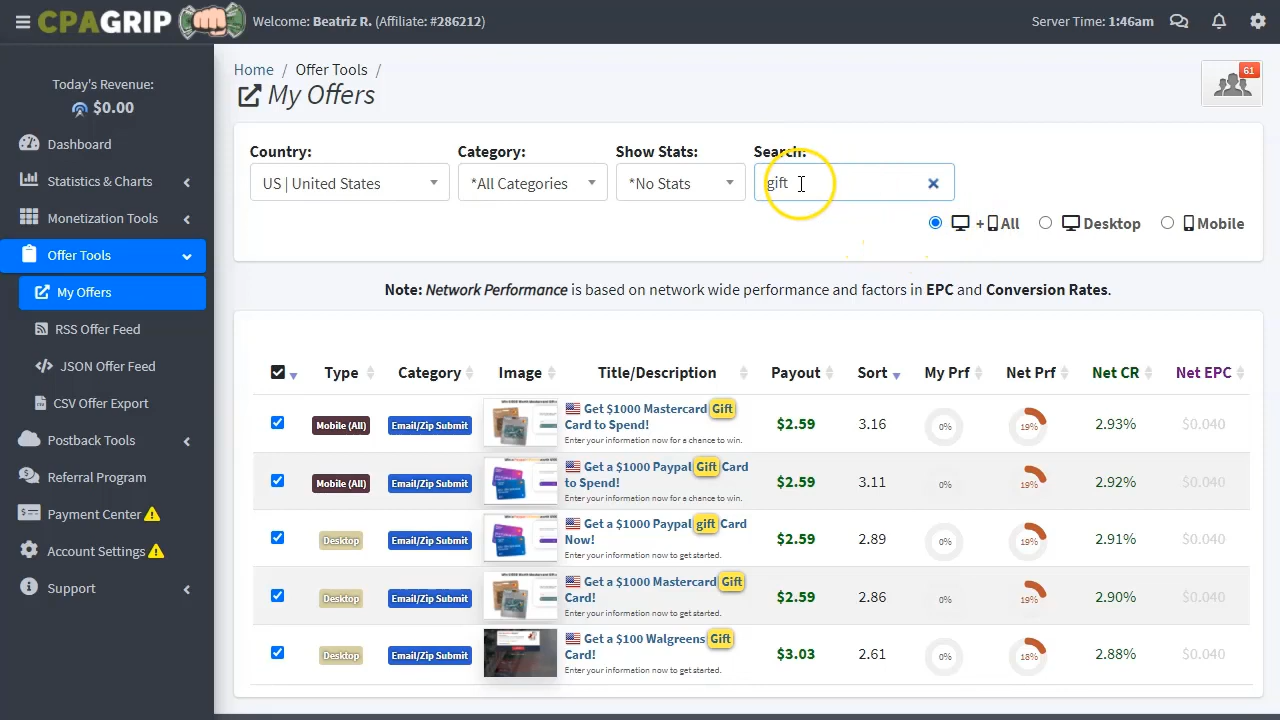 CPAGRIP Welcome: Beatriz R. (Affiliate: #286212) Server Time: 1:46am
Today's Revenue:
$0.00
Dashboard
Statistics & Charts
Monetization Tools
Offer Tools
My Offers
RSS Offer Feed
JSON Offer Feed
CSV Offer Export
Postback Tools
Referral Program
Payment Center
Account Settings
Support
Home / Offer Tools /
My Offers
61
Country: Category: Show Stats: Search:
US | United States *All Categories *No Stats gift
+ All Desktop Mobile
Note: Network Performance is based on network wide performance and factors in EPC and Conversion Rates.
Type Category Image Title/Description Payout Sort My Prf Net Prf Net CR Net EPC
Mobile (All) Email/Zip Submit Get $1000 Mastercard Gift $2.59 3.16 0% 19% 2.93% $0.040
Card to Spend!
Enter your information now for a chance to win.
Mobile (All) Email/Zip Submit Get a $1000 Paypal Gift Card $2.59 3.11 0% 19% 2.92% $0.040
to Spend!
Enter your information now for a chance to win.
Desktop Email/Zip Submit Get a $1000 Paypal gift Card $2.59 2.89 0% 19% 2.91% $0.040
Now!
Enter your information now to get started.
Desktop Email/Zip Submit Get a $1000 Mastercard Gift $2.59 2.86 0% 19% 2.90% $0.040
Card!
Enter your information now to get started.
Desktop Email/Zip Submit Get a $100 Walgreens Gift $3.03 2.61 0% 18% 2.88% $0.040
Card!
Enter your information now to get started.